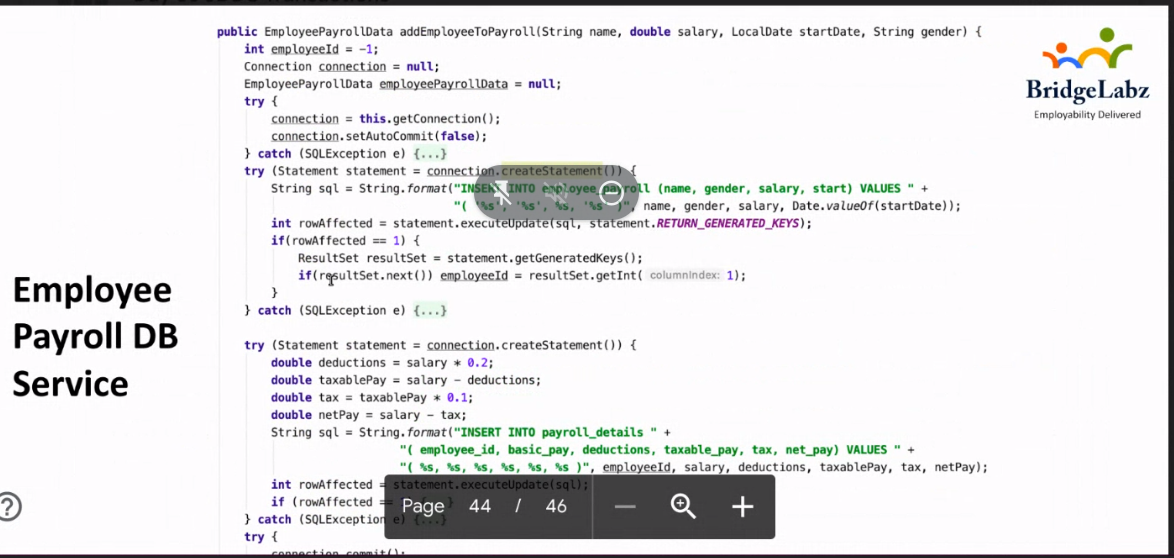 public EmployeePayrollData addEmployeeToPayroll(String name, double salary, LocalDate startDate, String gender) {
int employeeId = -1;
Connection connection = null;
EmployeePayrollData employeePayrollData = null;
try {
connection = this.getConnection();
connection.setAutoCommit(false);
} catch (SQLException e) {...}
try (Statement statement = connection.createStatement()) {
String sql = String.format("INSERT INTO employee_payroll (name, gender, salary, start) VALUES " +
"( '%s', '%s', %s, '%s' )", name, gender, salary, Date.valueOf(startDate));
int rowAffected = statement.executeUpdate(sql, statement.RETURN_GENERATED_KEYS);
if(rowAffected == 1) {
ResultSet resultSet = statement.getGeneratedKeys();
if(resultSet.next()) employeeId = resultSet.getInt( columnIndex: 1);
}
} catch (SQLException e) {...}
try (Statement statement = connection.createStatement()) {
double deductions = salary * 0.2;
double taxablePay = salary - deductions;
double tax = taxablePay * 0.1;
double netPay = salary - tax;
String sql = String.format("INSERT INTO payroll_details " +
"( employee_id, basic_pay, deductions, taxable_pay, tax, net_pay) VALUES " +
"( %s, %s, %s, %s, %s, %s )", employeeId, salary, deductions, taxablePay, tax, netPay);
int rowAffected = statement.executeUpdate(sql);
if (rowAffected ==
} catch (SQLException e) {...}
try {
connection.commit();
BridgeLabz
Employability Delivered
Employee
Payroll DB
Service
Page 44 / 46
?